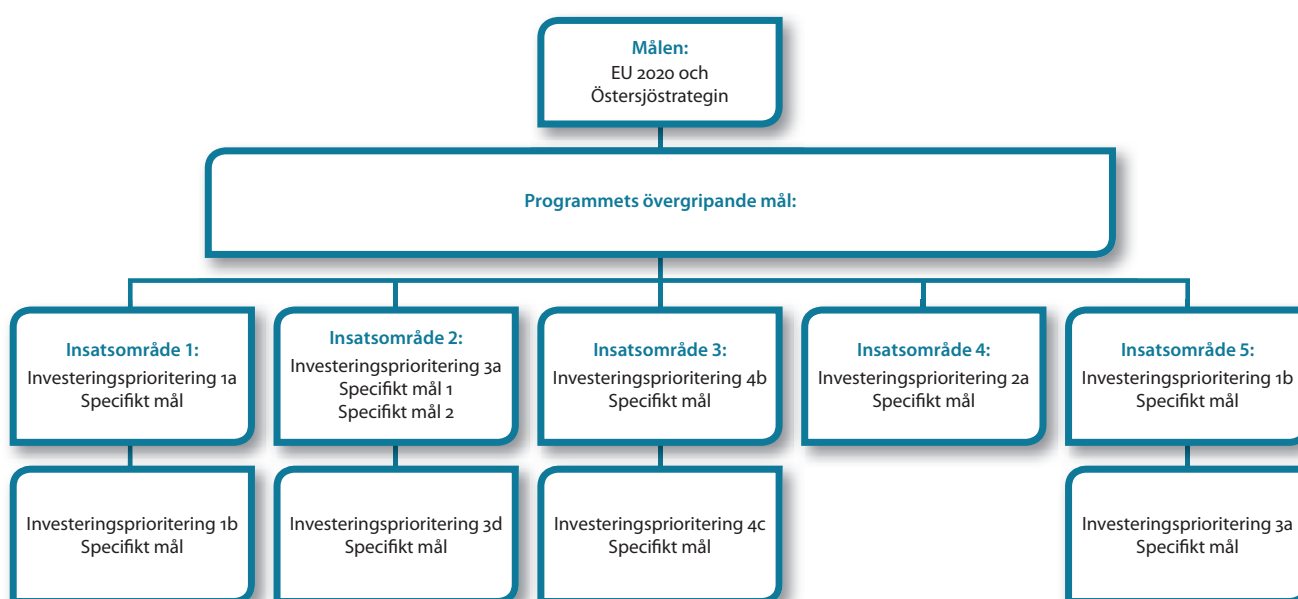 Målen:
EU 2020 och
Östersjöstrategin
Programmets övergripande mål:
Insatsområde 1:
Investeringsprioritering 1a
Specifikt mål
Insatsområde 2:
Investeringsprioritering 3a
Specifikt mål 1
Specifikt mål 2
Insatsområde 3:
Investeringsprioritering 4b
Specifikt mål
Insatsområde 4:
Investeringsprioritering 2a
Specifikt mål
Insatsområde 5:
Investeringsprioritering 1b
Specifikt mål
Investeringsprioritering 1b
Specifikt mål
Investeringsprioritering 3d
Specifikt mål
Investeringsprioritering 4c
Specifikt mål
Investeringsprioritering 3a
Specifikt mål